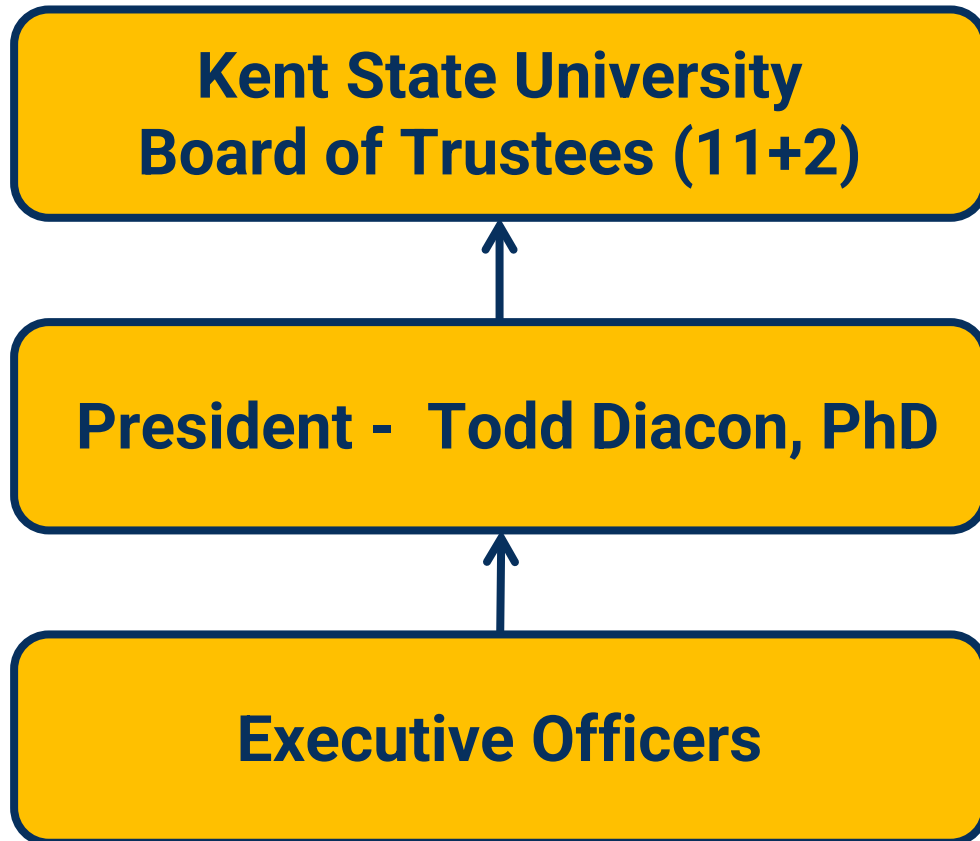 Kent State University
Board of Trustees (11+2)
President - Todd Diacon, PhD
Executive Officers